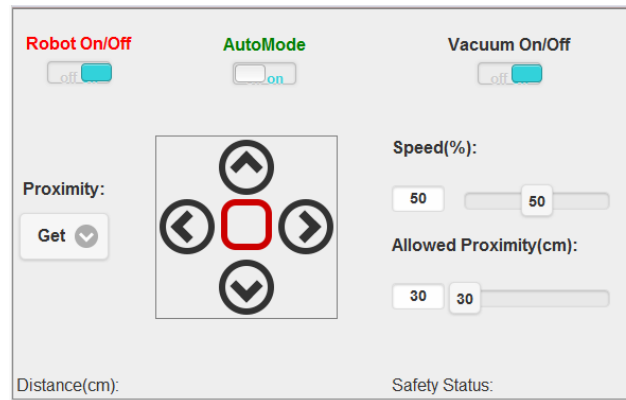 Robot On/Off
AutoMode
Vacuum On/Off
off
on
off
Speed(%):
50
50
Proximity:
Get
Allowed Proximity(cm):
30
30
Distance(cm):
Safety Status: